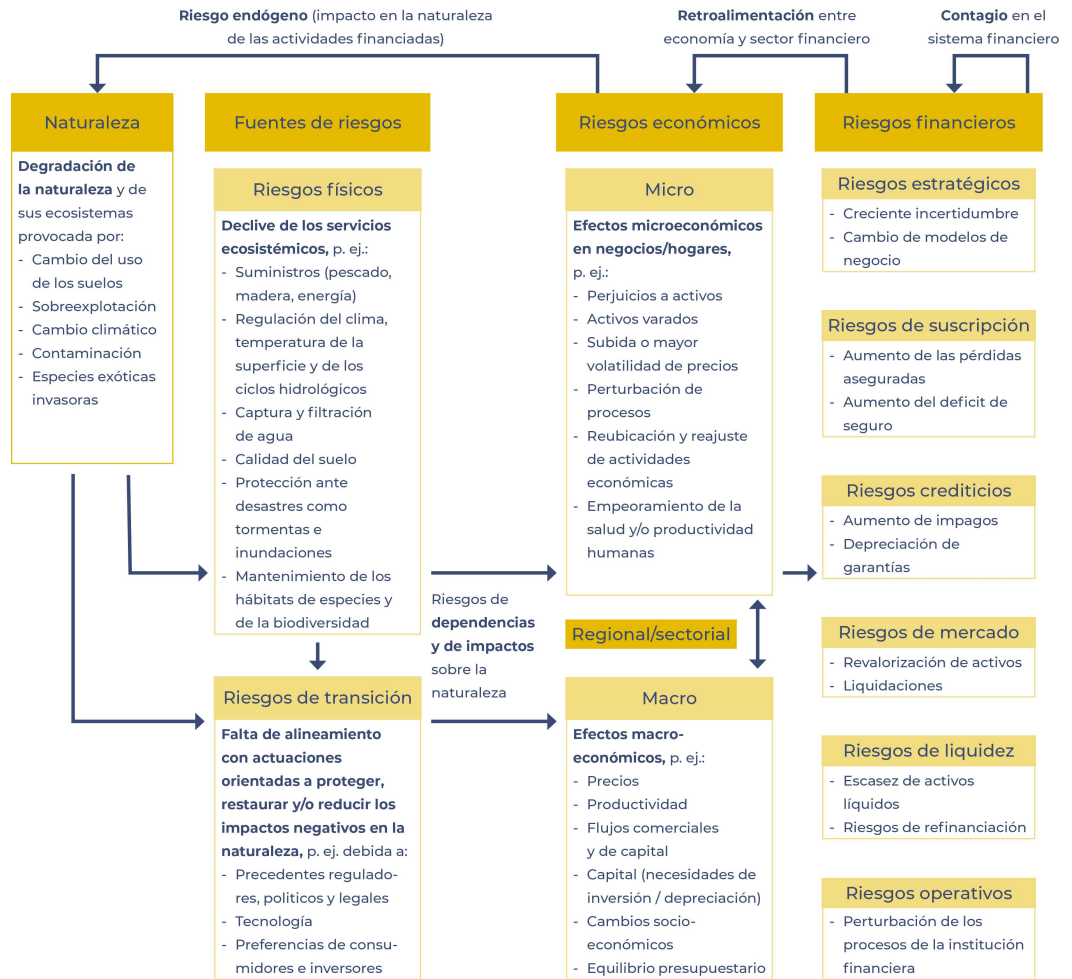 Riesgo endógeno (impacto en la naturaleza
de las actividades financiadas)
Retroalimentación entre
economía y sector financiero
Contagio en el
sistema financiero
Naturaleza
Degradación de
la naturaleza y de
sus ecosistemas
provocada por:
- Cambio del uso
de los suelos
- Sobreexplotación
- Cambio climático
- Contaminación
- Especies exóticas
invasoras
Fuentes de riesgos
Riesgos físicos
Declive de los servicios
ecosistémicos, p. ej.:
- Suministros (pescado,
madera, energía)
- Regulación del clima,
temperatura de la
superficie y de los
ciclos hidrológicos
- Captura y filtración
de agua
- Calidad del suelo
- Protección ante
desastres como
tormentas e
inundaciones
- Mantenimiento de los
hábitats de especies y
de la biodiversidad
Riesgos de transición
Falta de alineamiento
con actuaciones
orientadas a proteger,
restaurar y/o reducir los
impactos negativos en la
naturaleza, p. ej. debida a:
- Precedentes regulado-
res, politicos y legales
- Tecnología
- Preferencias de consu-
midores e inversores
Riesgos de
dependencias
y de impactos
sobre la
naturaleza
Riesgos económicos
Micro
Efectos microeconómicos
en negocios/hogares,
p. ej.:
- Perjuicios a activos
- Activos varados
- Subida o mayor
volatilidad de precios
- Perturbación de
procesos
- Reubicación y reajuste
de actividades
económicas
- Empeoramiento de la
salud y/o productividad
humanas
Regional/sectorial
Macro
Efectos macro-
económicos, p. ej.:
- Precios
- Productividad
- Flujos comerciales
y de capital
- Capital (necesidades de
inversión / depreciación)
- Cambios socio-
económicos
- Equilibrio presupuestario
Riesgos financieros
Riesgos estratégicos
- Creciente incertidumbre
- Cambio de modelos de
negocio
Riesgos de suscripción
- Aumento de las pérdidas
aseguradas
- Aumento del deficit de
seguro
Riesgos crediticios
- Aumento de impagos
- Depreciación de
garantías
Riesgos de mercado
- Revalorización de activos
- Liquidaciones
Riesgos de liquidez
- Escasez de activos
líquidos
- Riesgos de refinanciación
Riesgos operativos
- Perturbación de los
procesos de la institución
financiera